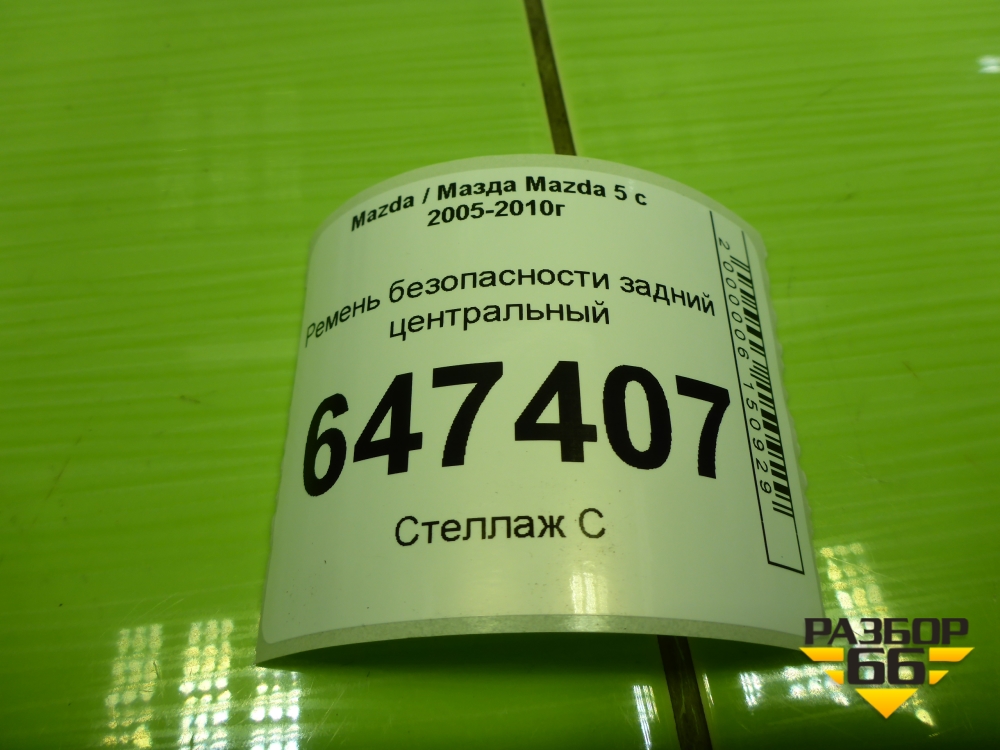 Mazda / Мазда Mazda 5 с
2005-2010г
Ремень безопасности задний
центральный
647407
Стеллаж С
2000006150929
РАЗБОР
66